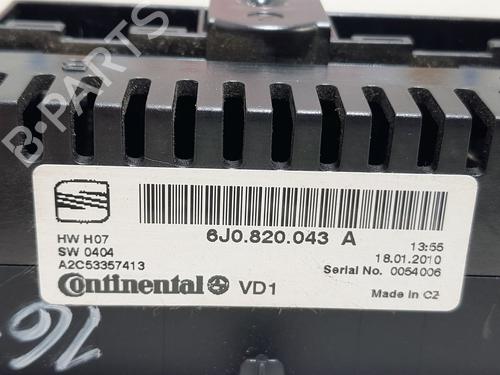 B-PARTS
6J0.820.043 A
HW H07
13:55
SW 0404
18.01.2010
A2C53357413
Serial No. 0054006
Continental VD1
Made in CZ
16